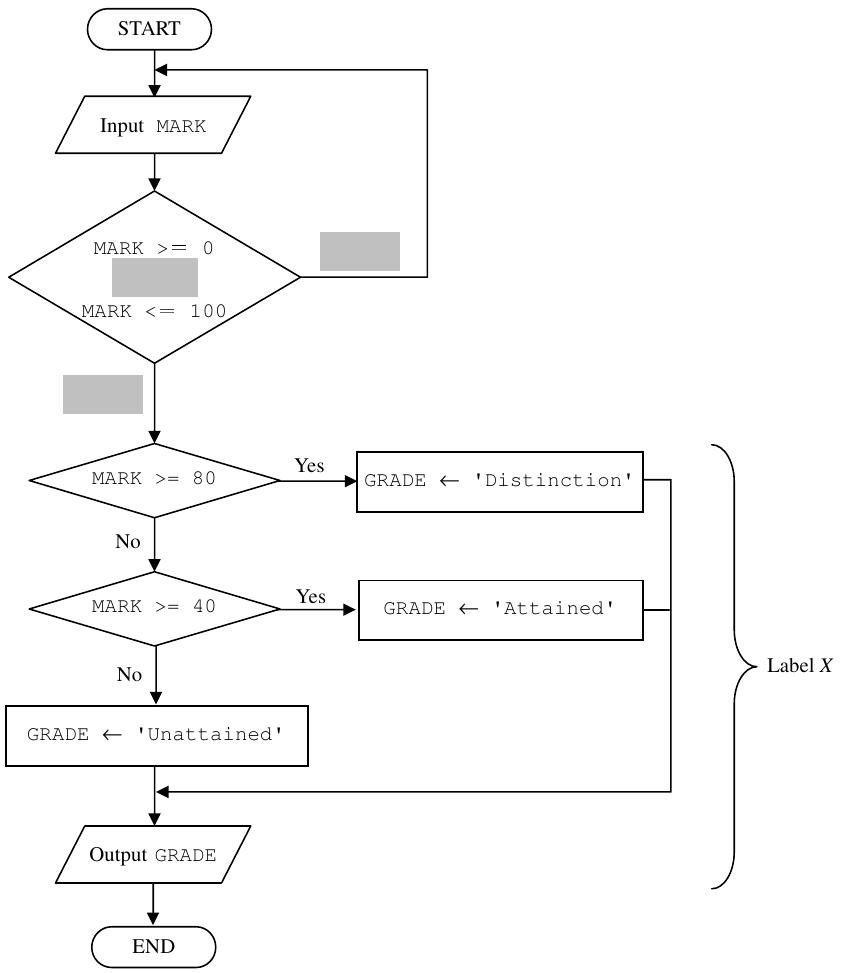 START
Input MARK
MARK >= 0
MARK <= 100
MARK >= 80
Yes
GRADE ← 'Distinction'
No
MARK >= 40
Yes
GRADE ← 'Attained'
No
Label X
GRADE ← 'Unattained'
Output GRADE
END